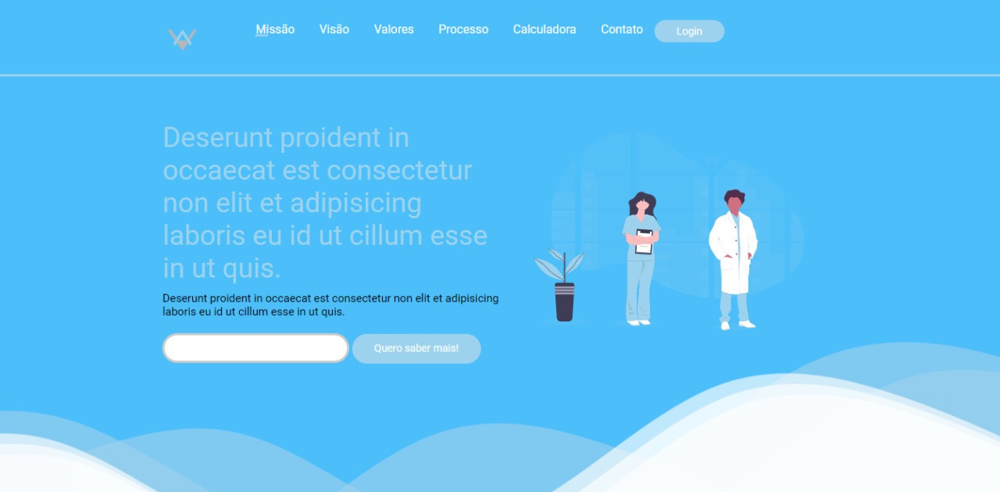 Missão Visão Valores Processo Calculadora Contato Login
Deserunt proident in
occaecat est consectetur
non elit et adipisicing
laboris eu id ut cillum esse
in ut quis.
Deserunt proident in occaecat est consectetur non elit et adipisicing
laboris eu id ut cillum esse in ut quis.
Quero saber mais!